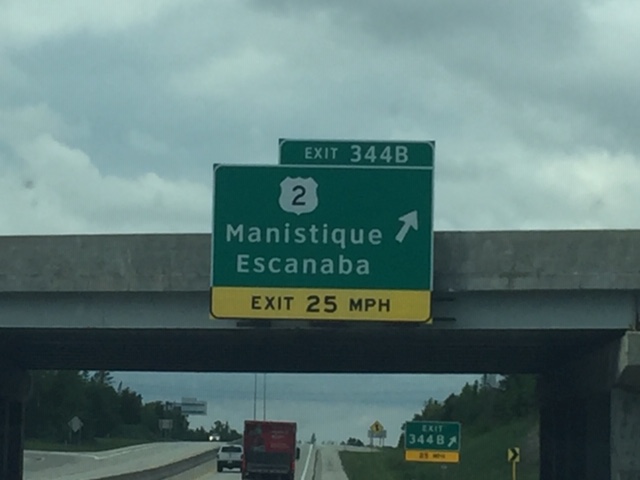 EXIT 344B
2
Manistique
Escanaba
EXIT 25 MPH
EXIT
344B
25 MPH